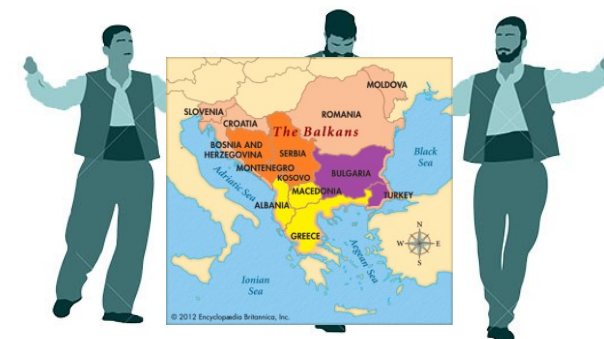 MOLDOVA
SLOVENIA
CROATIA
ROMANIA
The Balkans
BOSNIA AND
HERZEGOVINA
SERBIA
Black
Sea
MONTENEGRO
KOSOVO
BULGARIA
Adriatic Sea
MACEDONIA
ALBANIA
TURKEY
GREECE
N
W
E
S
Aegean Sea
Ionian
Sea
© 2012 Encyclopædia Britannica, Inc.